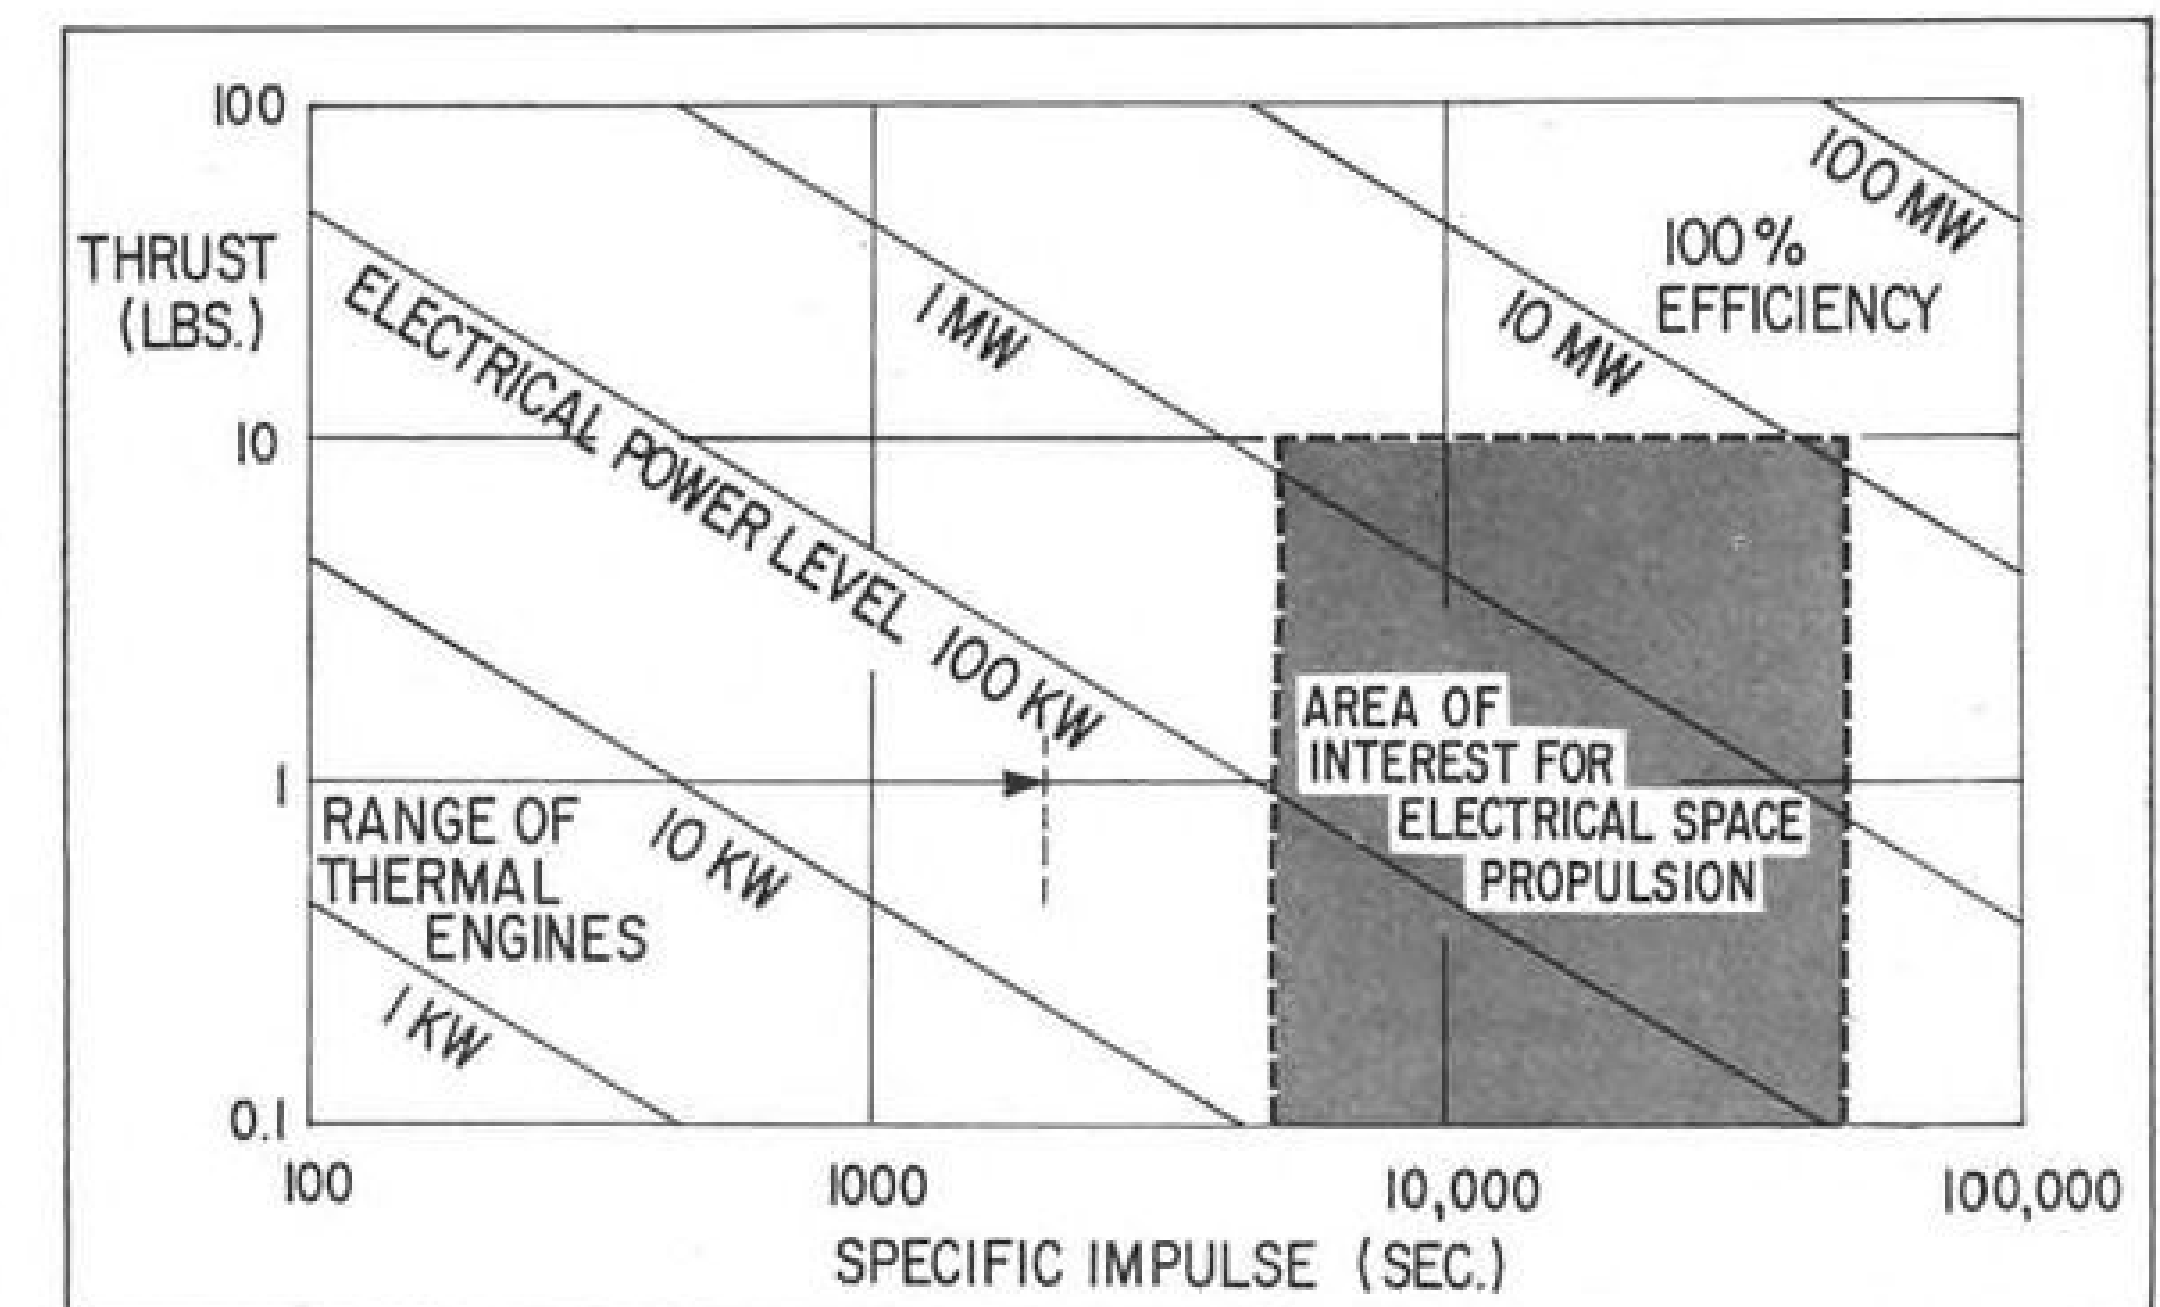 100
THRUST
(LBS.)
10
1
0.1
100 MW
100%
EFFICIENCY
10 MW
1 MW
ELECTRICAL POWER LEVEL 100 KW
AREA OF
INTEREST FOR
ELECTRICAL SPACE
PROPULSION
RANGE OF
THERMAL
ENGINES
10 KW
1 KW
100
1000
10,000
100,000
SPECIFIC IMPULSE (SEC.)